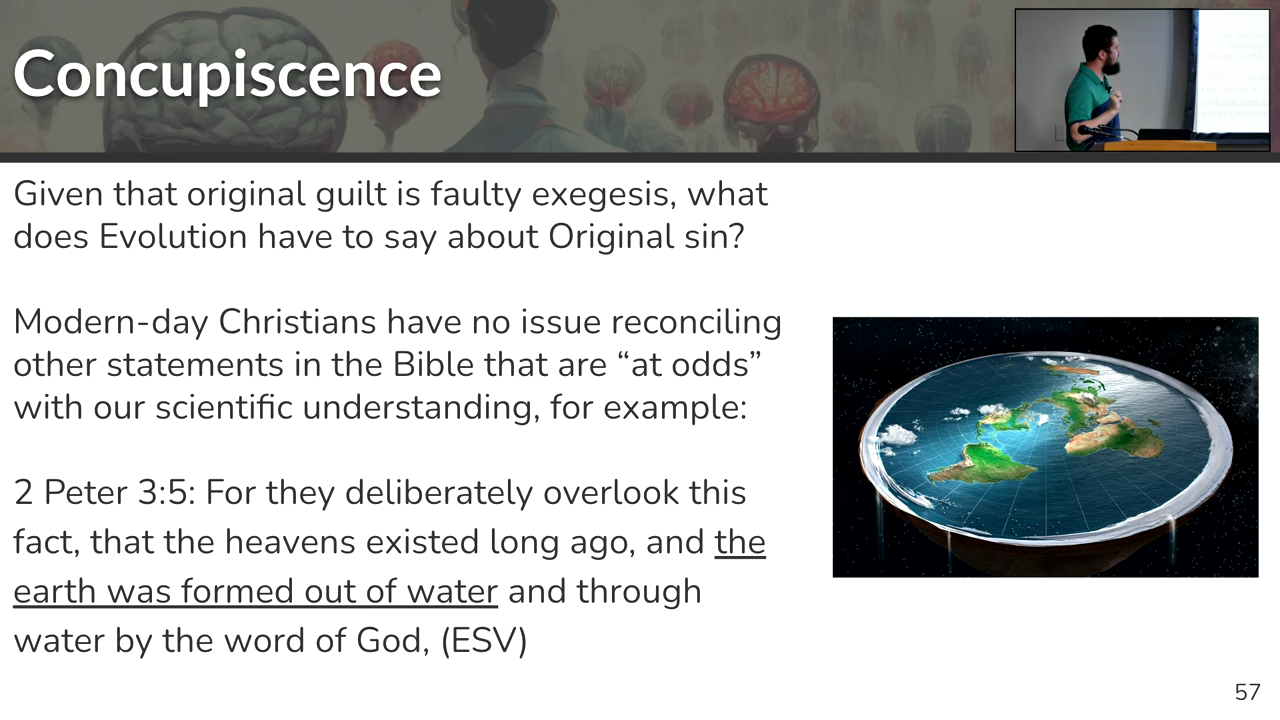 Concupiscence
Given that original guilt is faulty exegesis, what
does Evolution have to say about Original sin?
Modern-day Christians have no issue reconciling
other statements in the Bible that are “at odds”
with our scientific understanding, for example:
2 Peter 3:5: For they deliberately overlook this
fact, that the heavens existed long ago, and the
earth was formed out of water and through
water by the word of God, (ESV)
57